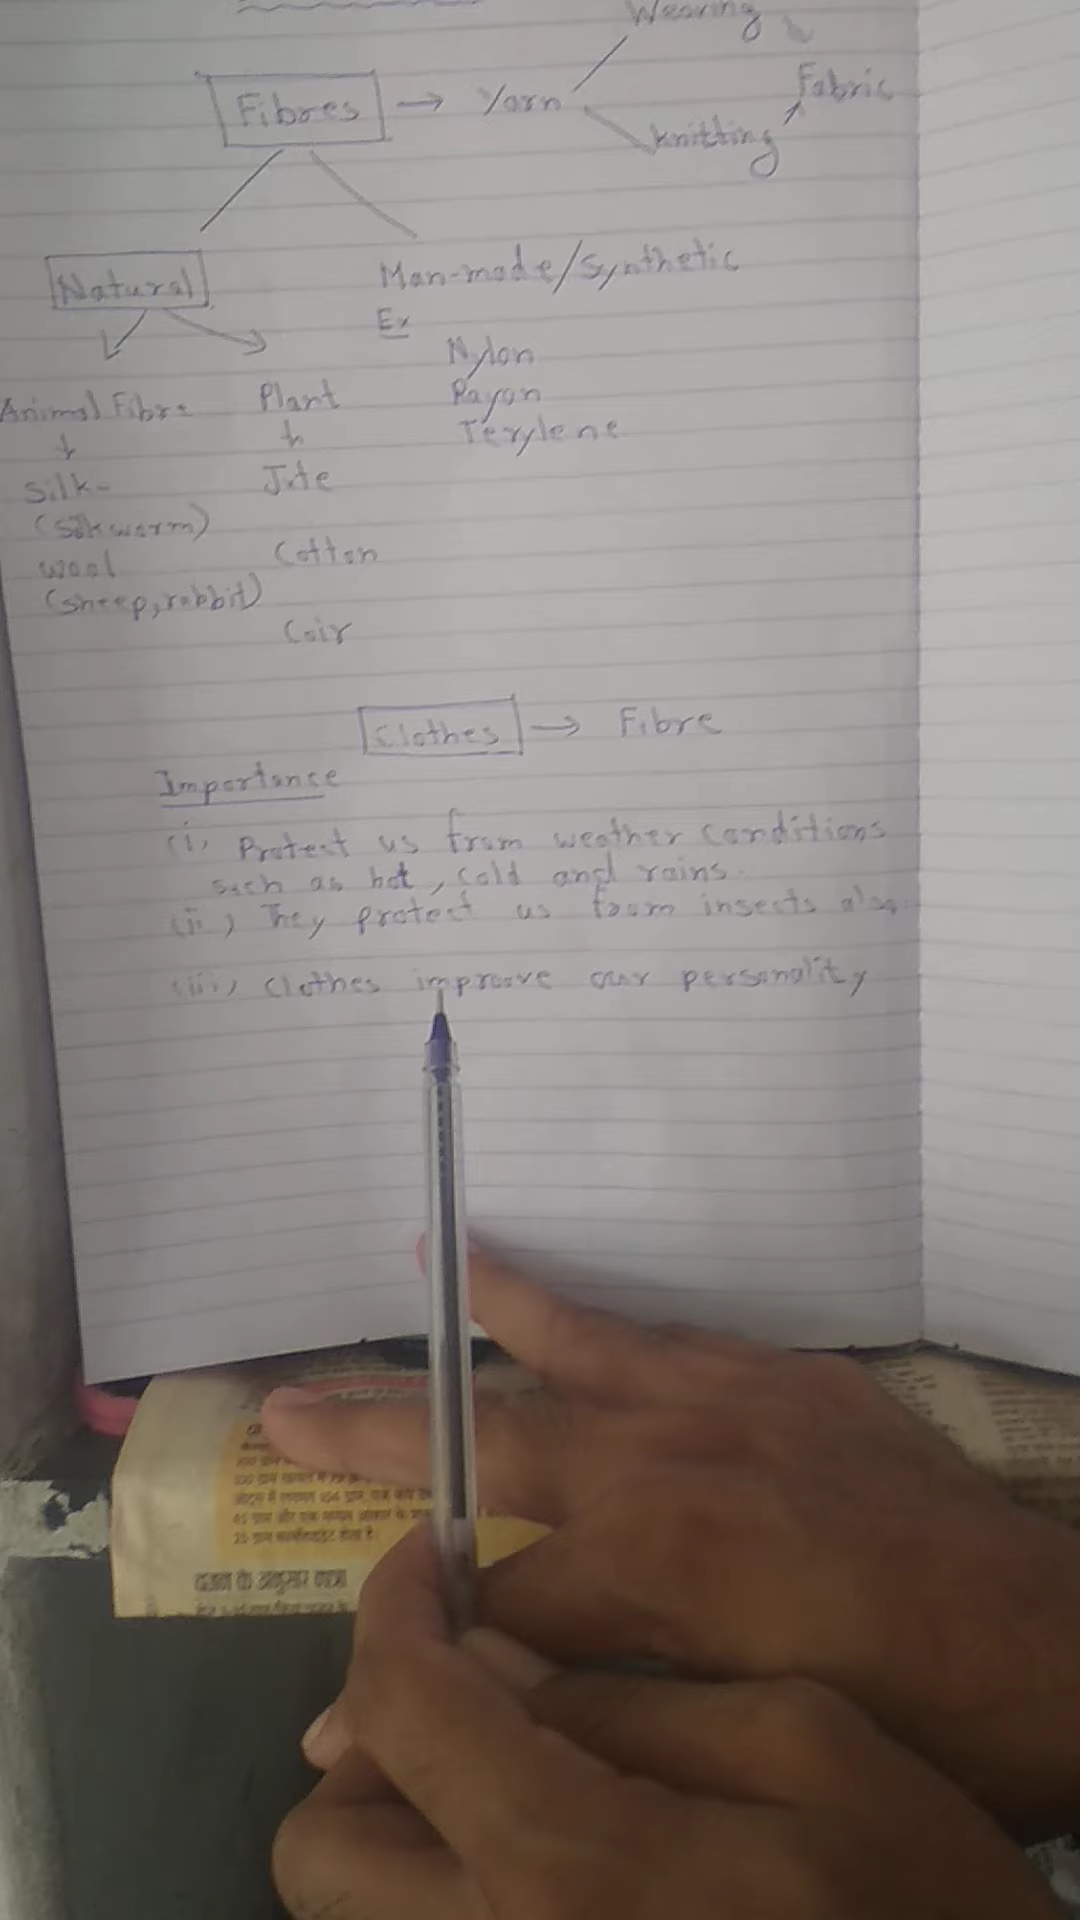 Weaving
Fibres → Yarn
Fabric
knitting
Natural
Man-made/Synthetic
Ex
Nylon
Animal Fibre Plant Rayon
Terylene
Silk- Jute
(silkworm)
wool Cotton
(sheep, rabbit)
Coir
Clothes → Fibre
Importance
(i) Protect us from weather conditions
such as hot, cold and rains.
(ii) They protect us from insects also.
(iii) Clothes improve our personality
वजन के अनुसार मात्रा